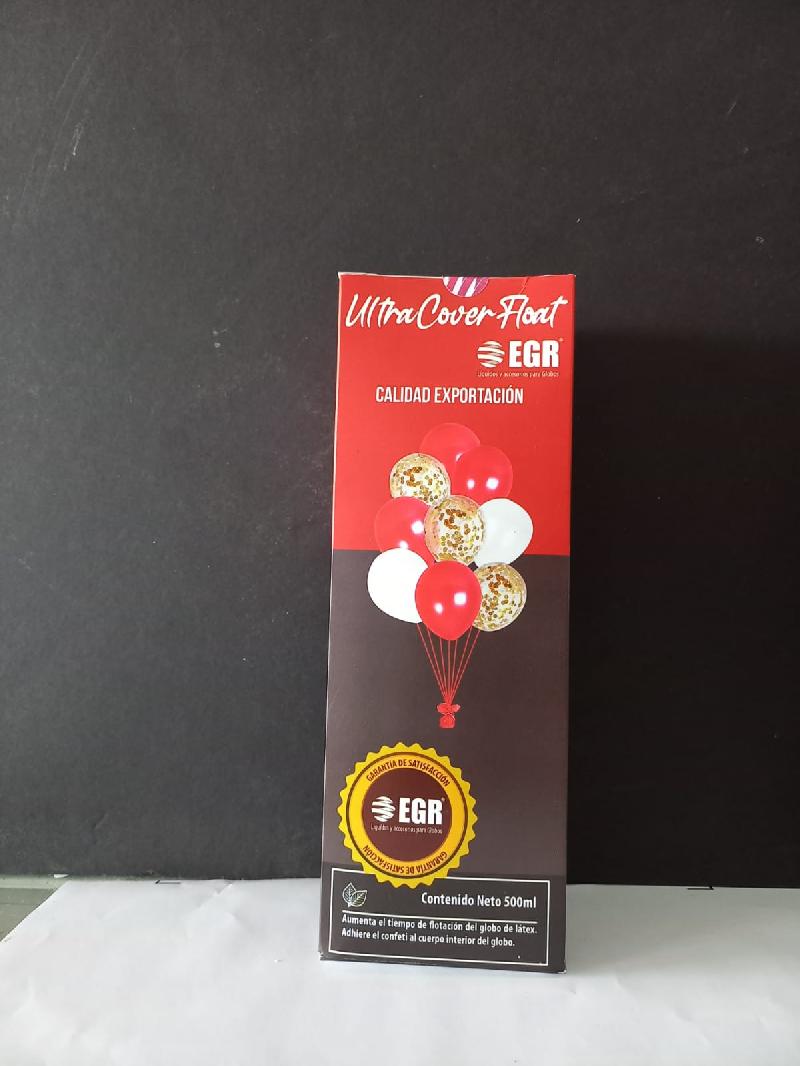 Ultra Cover Float
EGR
Líquidos y accesorios para Globos
CALIDAD EXPORTACIÓN
GARANTÍA DE SATISFACCIÓN
EGR
Líquidos y accesorios para Globos
GARANTÍA DE SATISFACCIÓN
Contenido Neto 500ml
Aumenta el tiempo de flotación del globo de látex.
Adhiere el confeti al cuerpo interior del globo.